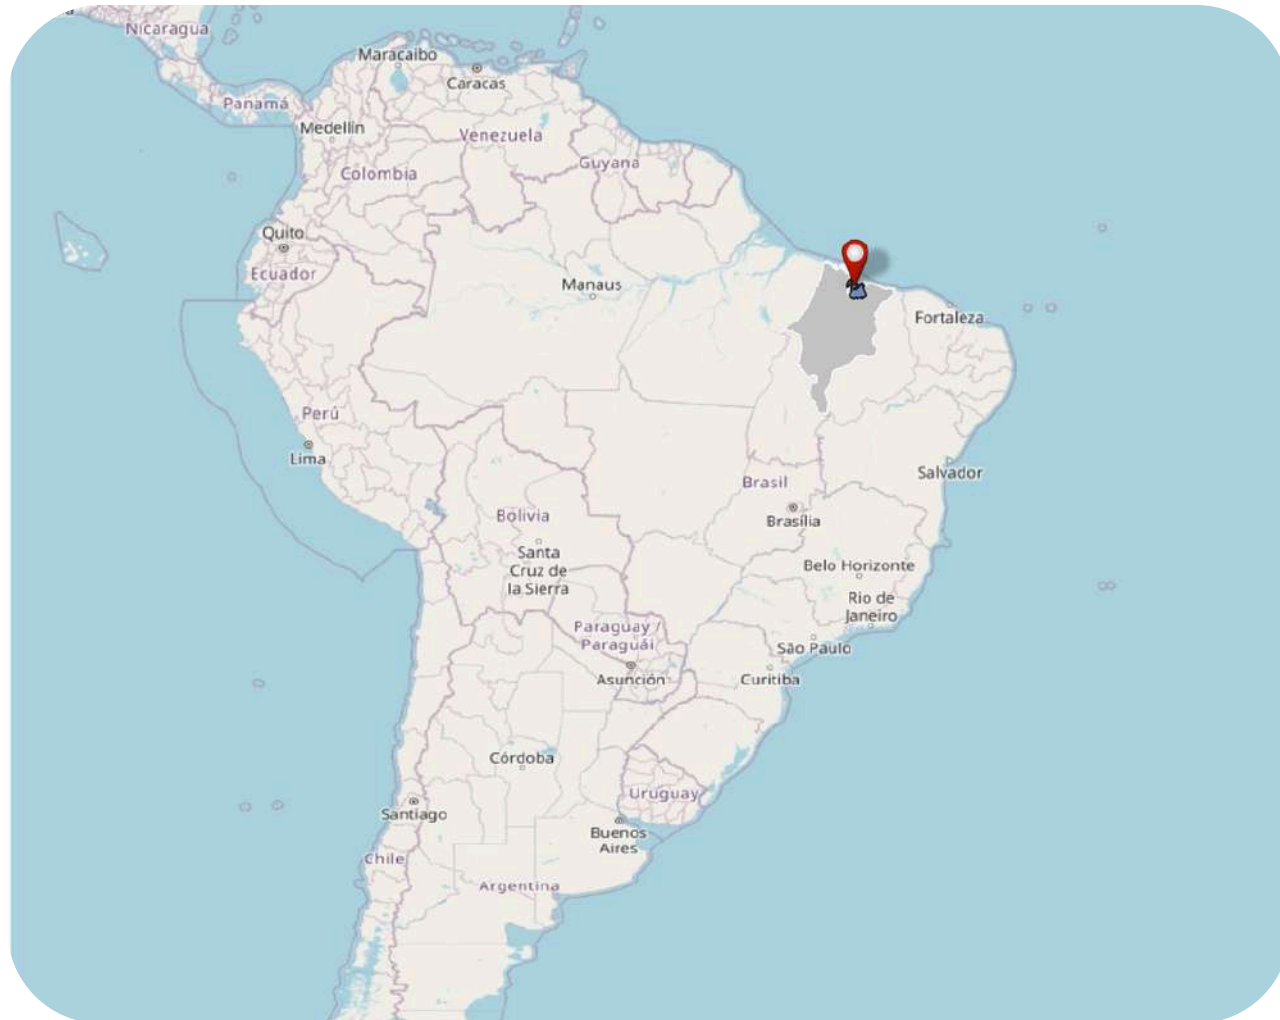 Nicaragua
Maracaibo
Caracas
Panamá
Medellín
Venezuela
Guyana
Colombia
Quito
Ecuador
Manaus
Fortaleza
Perú
Lima
Salvador
Brasil
Bolivia
Brasília
Santa
Cruz de
la Sierra
Belo Horizonte
Rio de
Janeiro
Paraguay /
Paraguái
São Paulo
Asunción
Curitiba
Córdoba
Uruguay
Santiago
Buenos
Aires
Chile
Argentina